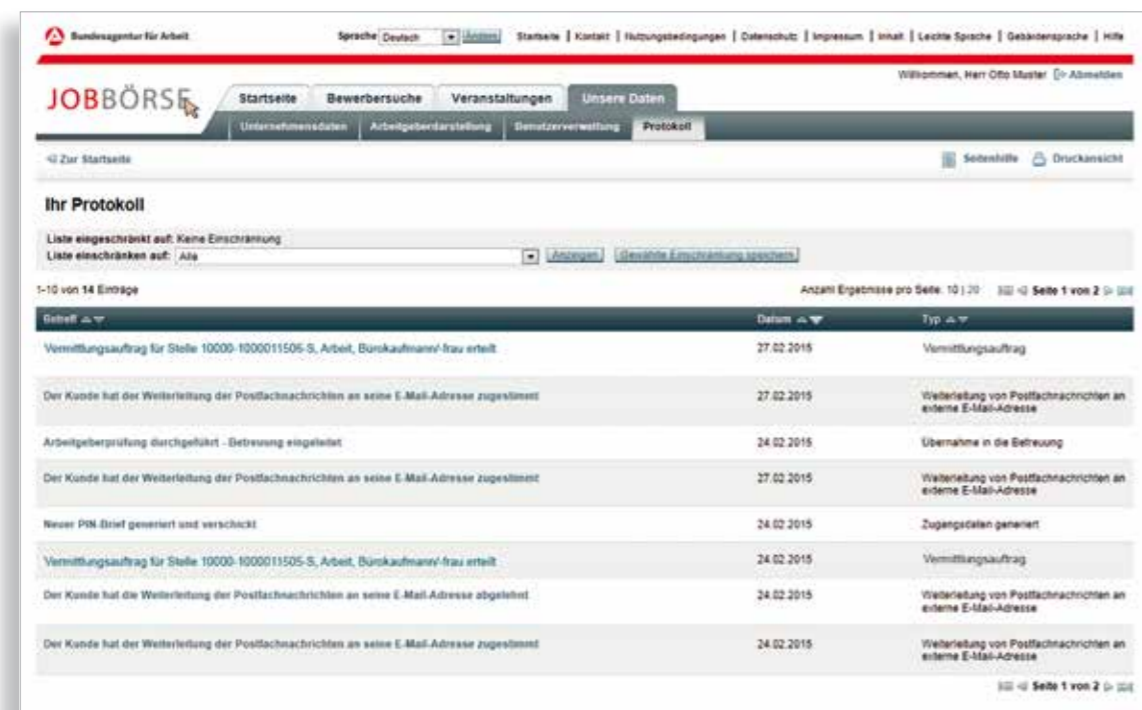 Bundesagentur für Arbeit Sprache Deutsch Ändern Startseite | Kontakt | Nutzungsbedingungen | Datenschutz | Impressum | Inhalt | Leichte Sprache | Gebärdensprache | Hilfe
Willkommen, Herr Otto Muster Abmelden
JOBBÖRSE Startseite Bewerbersuche Veranstaltungen Unsere Daten
Unternehmensdaten Arbeitgeberdarstellung Benutzerverwaltung Protokoll
Zur Startseite Seitenhilfe Druckansicht
Ihr Protokoll
Liste eingeschränkt auf: Keine Einschränkung
Liste einschränken auf: Alle Anzeigen Gewählte Einschränkung speichern
1-10 von 14 Einträge Anzahl Ergebnisse pro Seite: 10 | 20 Seite 1 von 2
Betreff Datum Typ
Vermittlungsauftrag für Stelle 10000-1000011506-S, Arbeit, Bürokaufmann/-frau erteilt 27.02.2015 Vermittlungsauftrag
Der Kunde hat der Weiterleitung der Postfachnachrichten an seine E-Mail-Adresse zugestimmt 27.02.2015 Weiterleitung von Postfachnachrichten an
externe E-Mail-Adresse
Arbeitgeberprüfung durchgeführt - Betreuung eingeleitet 24.02.2015 Übernahme in die Betreuung
Der Kunde hat der Weiterleitung der Postfachnachrichten an seine E-Mail-Adresse zugestimmt 27.02.2015 Weiterleitung von Postfachnachrichten an
externe E-Mail-Adresse
Neuer PIN-Brief generiert und verschickt 24.02.2015 Zugangsdaten generiert
Vermittlungsauftrag für Stelle 10000-1000011505-S, Arbeit, Bürokaufmann/-frau erteilt 24.02.2015 Vermittlungsauftrag
Der Kunde hat die Weiterleitung der Postfachnachrichten an seine E-Mail-Adresse abgelehnt 24.02.2015 Weiterleitung von Postfachnachrichten an
externe E-Mail-Adresse
Der Kunde hat der Weiterleitung der Postfachnachrichten an seine E-Mail-Adresse zugestimmt 24.02.2015 Weiterleitung von Postfachnachrichten an
externe E-Mail-Adresse
Seite 1 von 2